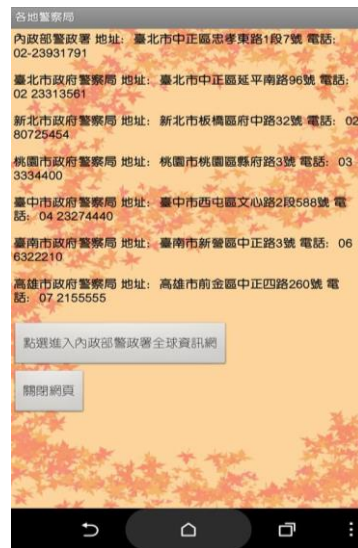 各地警察局
內政部警政署 地址: 臺北市中正區忠孝東路1段7號 電話:
02-23931791
臺北市政府警察局 地址: 臺北市中正區延平南路96號 電話:
02 23313561
新北市政府警察局 地址: 新北市板橋區府中路32號 電話: 02
80725454
桃園市政府警察局 地址: 桃園市桃園區縣府路3號 電話: 03
3334400
臺中市政府警察局 地址: 臺中市西屯區文心路2段588號 電
話: 04 23274440
臺南市政府警察局 地址: 臺南市新營區中正路3號 電話: 06
6322210
高雄市政府警察局 地址: 高雄市前金區中正四路260號 電
話: 07 2155555
點選進入內政部警政署全球資訊網
關閉網頁